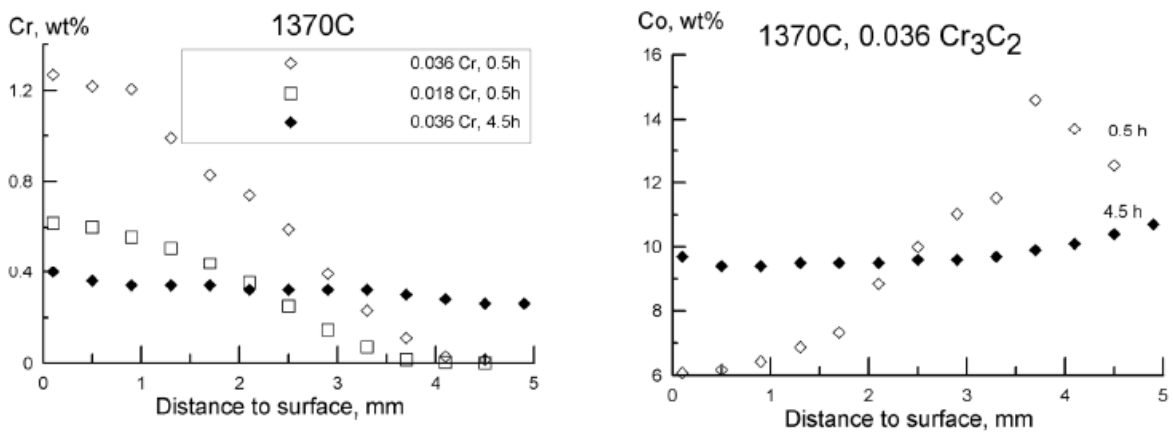 Cr, wt%
1370C
0.036 Cr, 0.5h
0.018 Cr, 0.5h
0.036 Cr, 4.5h
1.2
0.8
0.4
0
0 1 2 3 4 5
Distance to surface, mm
Co, wt%
1370C, 0.036 Cr3C2
16
14
12
10
8
6
0.5 h
4.5 h
0 1 2 3 4 5
Distance to surface, mm